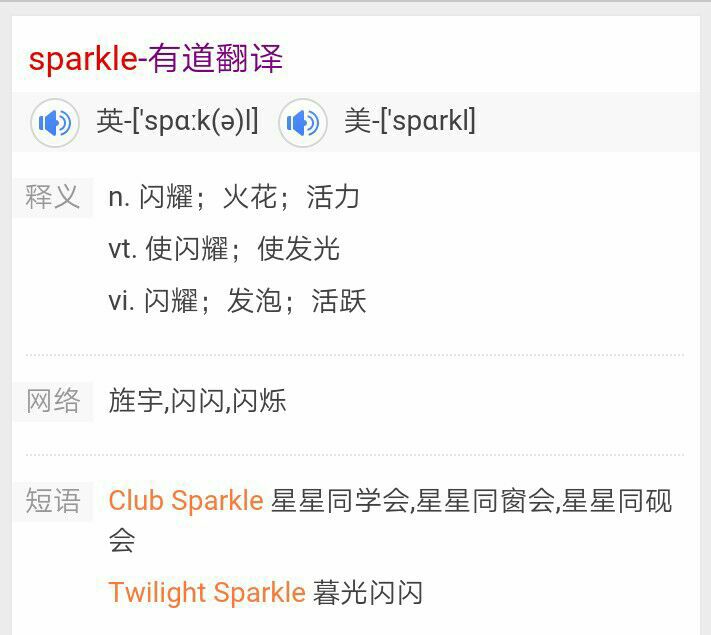 sparkle-有道翻译
英-['spɑːk(ə)l] 美-['spɑrkl]
释义 n. 闪耀；火花；活力
vt. 使闪耀；使发光
vi. 闪耀；发泡；活跃
网络 旌宇,闪闪,闪烁
短语 Club Sparkle 星星同学会,星星同窗会,星星同砚
会
Twilight Sparkle 暮光闪闪